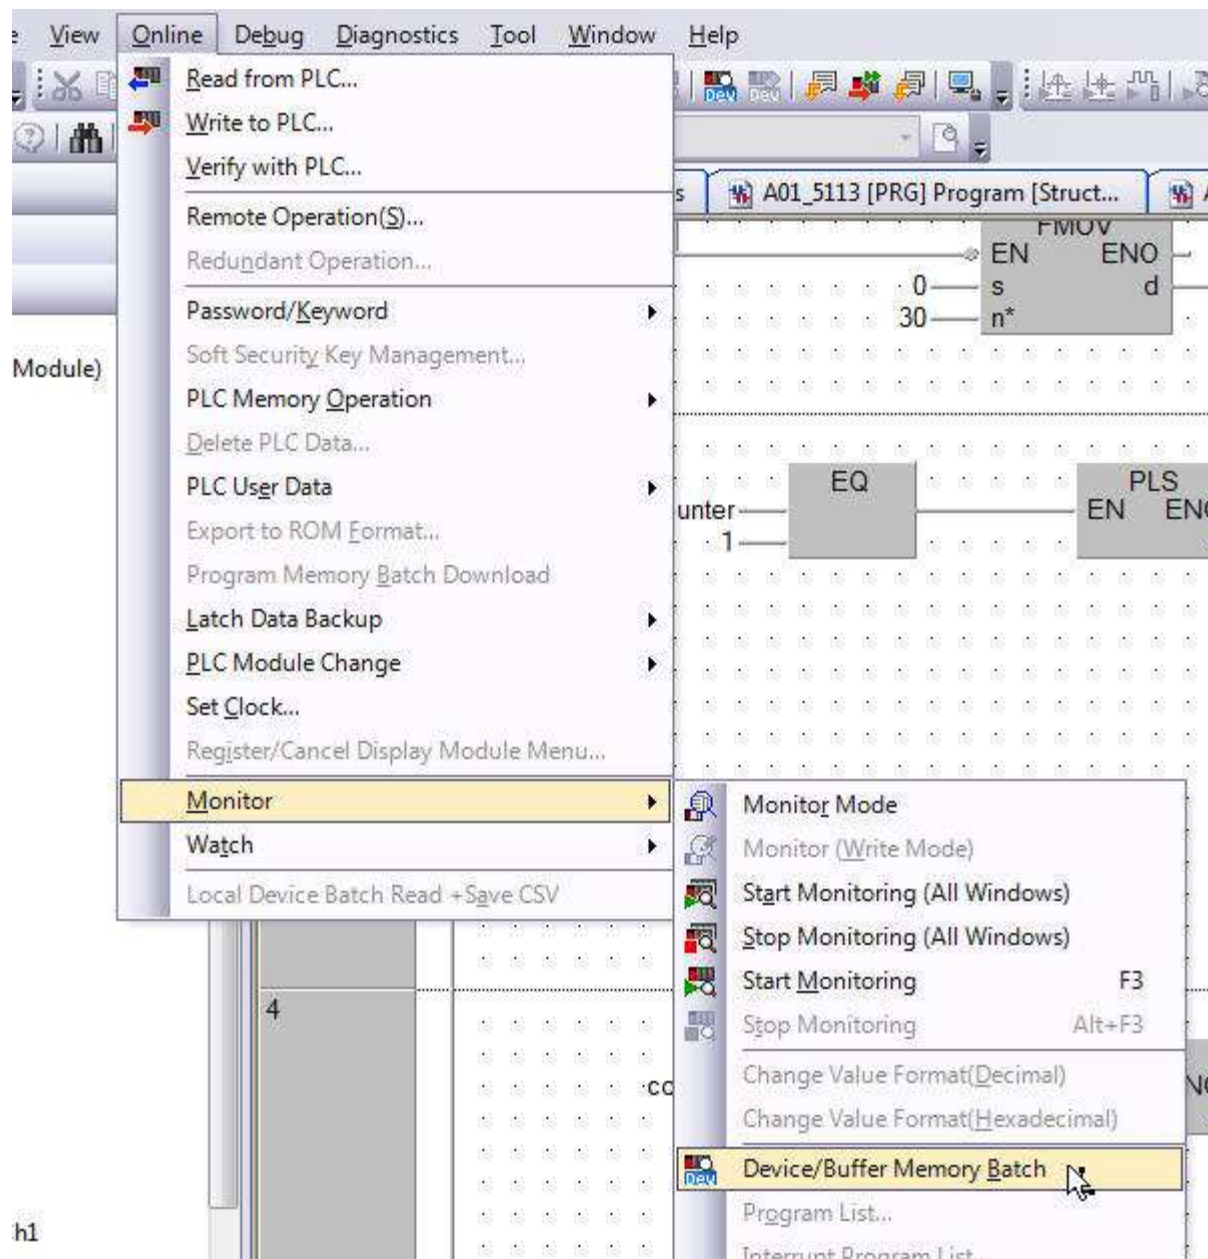 View Online Debug Diagnostics Tool Window Help
Read from PLC...
Write to PLC...
Verify with PLC...
Remote Operation(S)...
Redundant Operation...
Password/Keyword
Soft Security Key Management...
PLC Memory Operation
Delete PLC Data...
PLC User Data
Export to ROM Format...
Program Memory Batch Download
Latch Data Backup
PLC Module Change
Set Clock...
Register/Cancel Display Module Menu...
Monitor
Watch
Local Device Batch Read +Save CSV
Monitor Mode
Monitor (Write Mode)
Start Monitoring (All Windows)
Stop Monitoring (All Windows)
Start Monitoring F3
Stop Monitoring Alt+F3
Change Value Format(Decimal)
Change Value Format(Hexadecimal)
Device/Buffer Memory Batch
Program List...
Interrupt Program List...
Dev Dev
s A01_5113 [PRG] Program [Struct...
FMOV
EN ENO
0 s d
30 n*
EQ PLS
unter EN ENO
1
Module)
4
co
Dev
h1